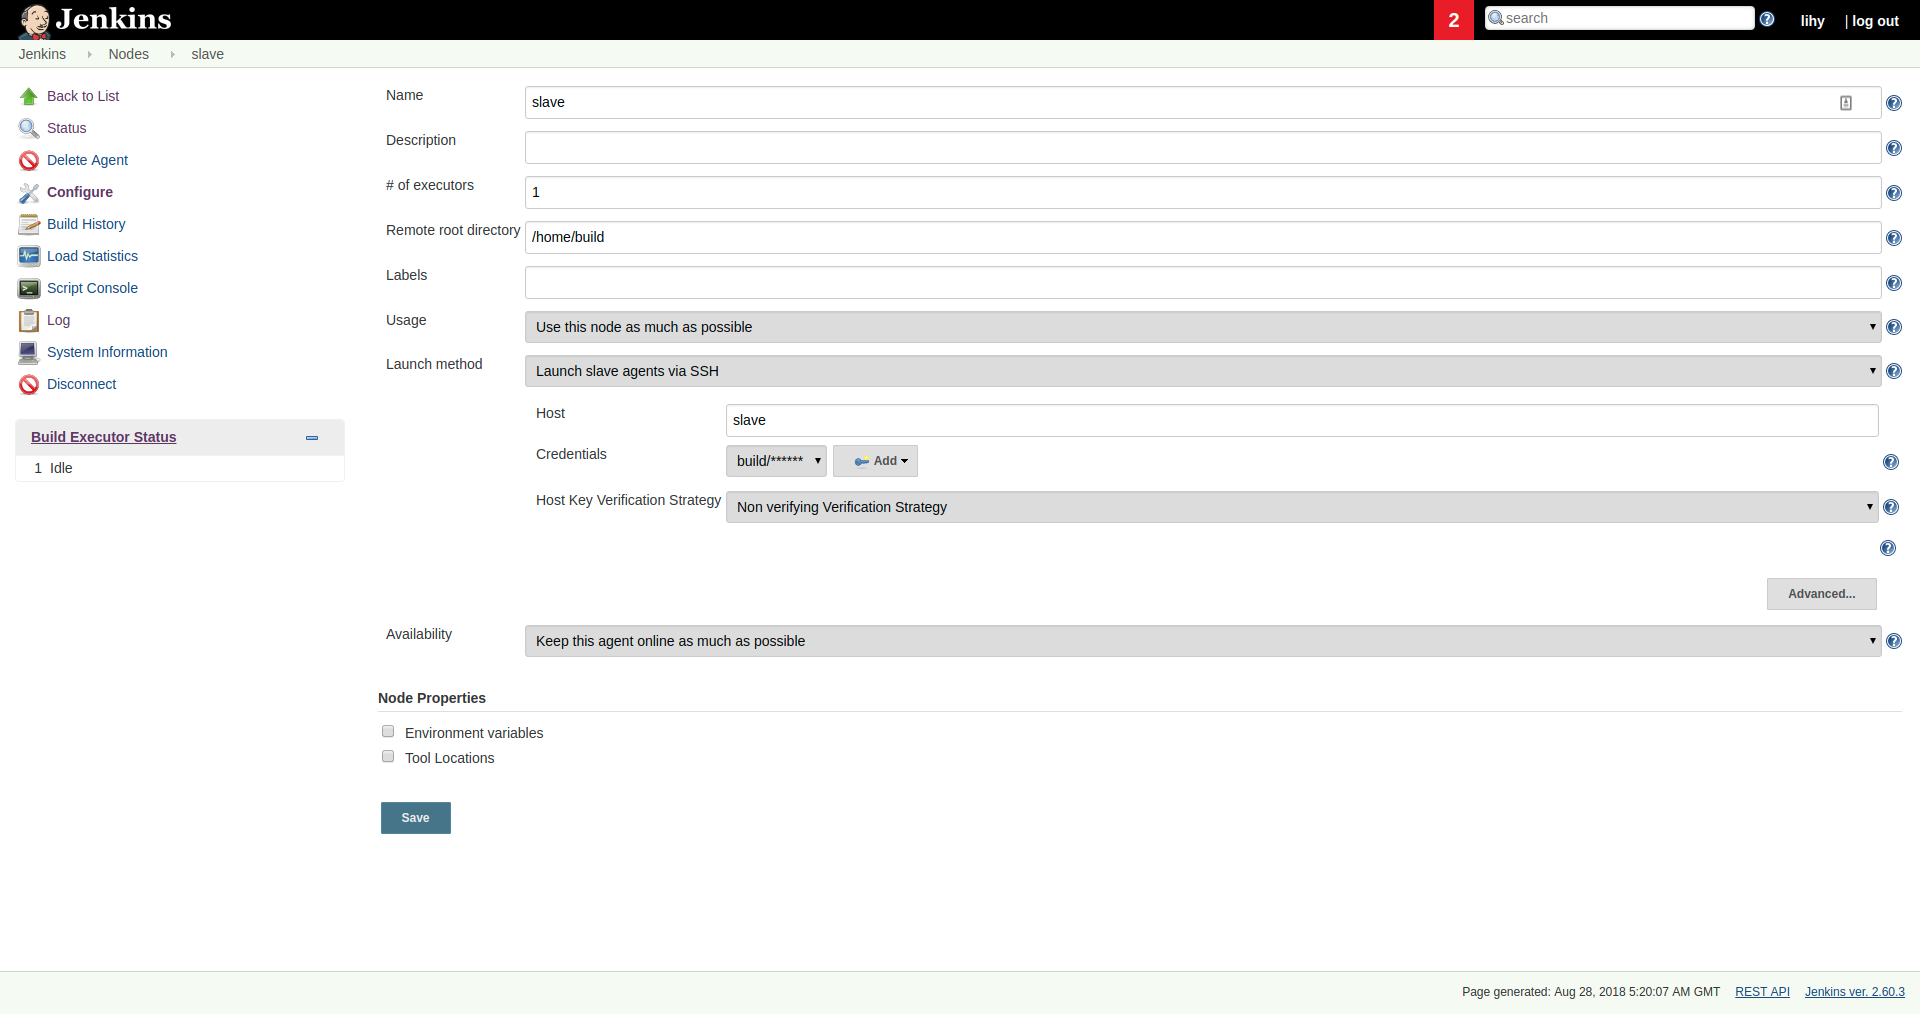 Jenkins
2
search
lihy
| log out
Jenkins
Nodes
slave
Back to List
Status
Delete Agent
Configure
Build History
Load Statistics
Script Console
Log
System Information
Disconnect
Build Executor Status
1 Idle
Name
slave
Description
# of executors
1
Remote root directory
/home/build
Labels
Usage
Use this node as much as possible
Launch method
Launch slave agents via SSH
Host
slave
Credentials
build/******
Add
Host Key Verification Strategy
Non verifying Verification Strategy
Advanced...
Availability
Keep this agent online as much as possible
Node Properties
Environment variables
Tool Locations
Save
Page generated: Aug 28, 2018 5:20:07 AM GMT
REST API
Jenkins ver. 2.60.3